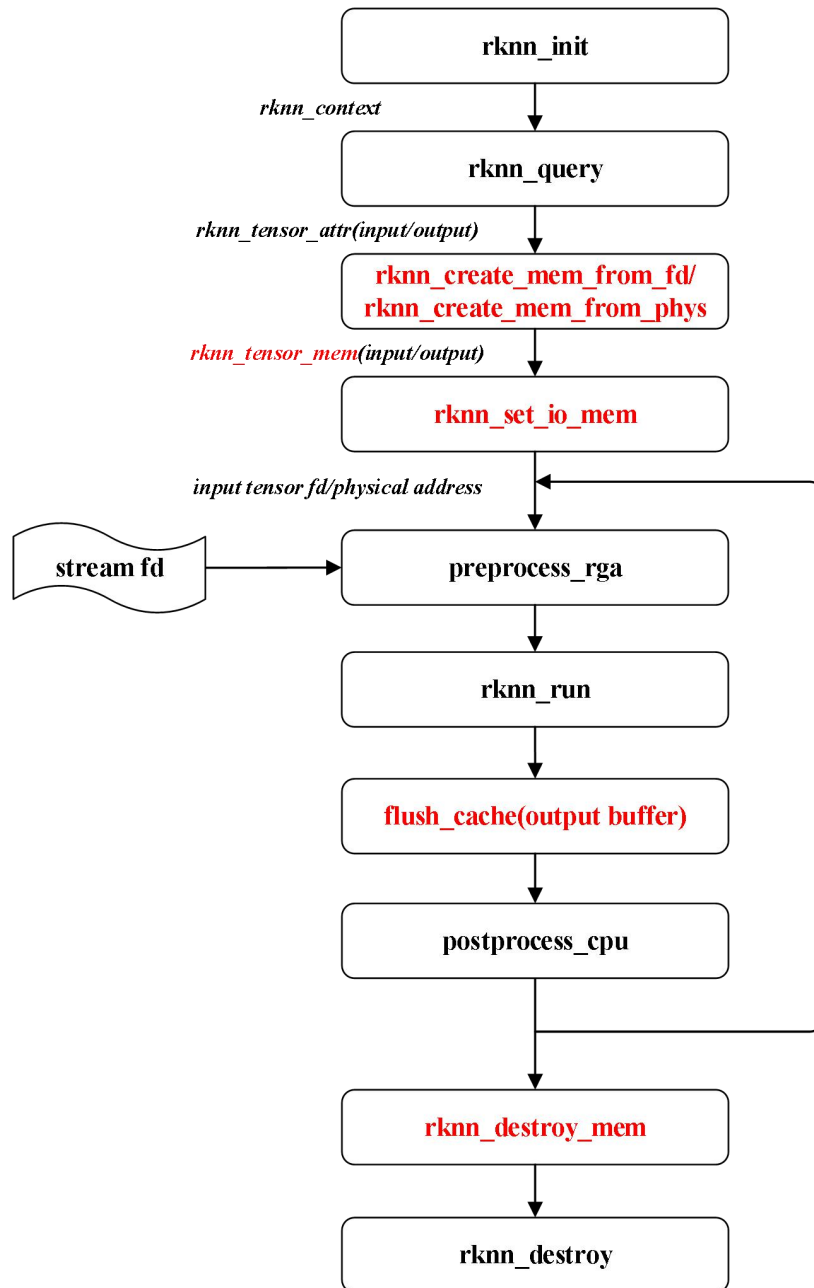 rknn_init
rknn_context
rknn_query
rknn_tensor_attr(input/output)
rknn_create_mem_from_fd/
rknn_create_mem_from_phys
rknn_tensor_mem(input/output)
rknn_set_io_mem
input tensor fd/physical address
stream fd
preprocess_rga
rknn_run
flush_cache(output buffer)
postprocess_cpu
rknn_destroy_mem
rknn_destroy